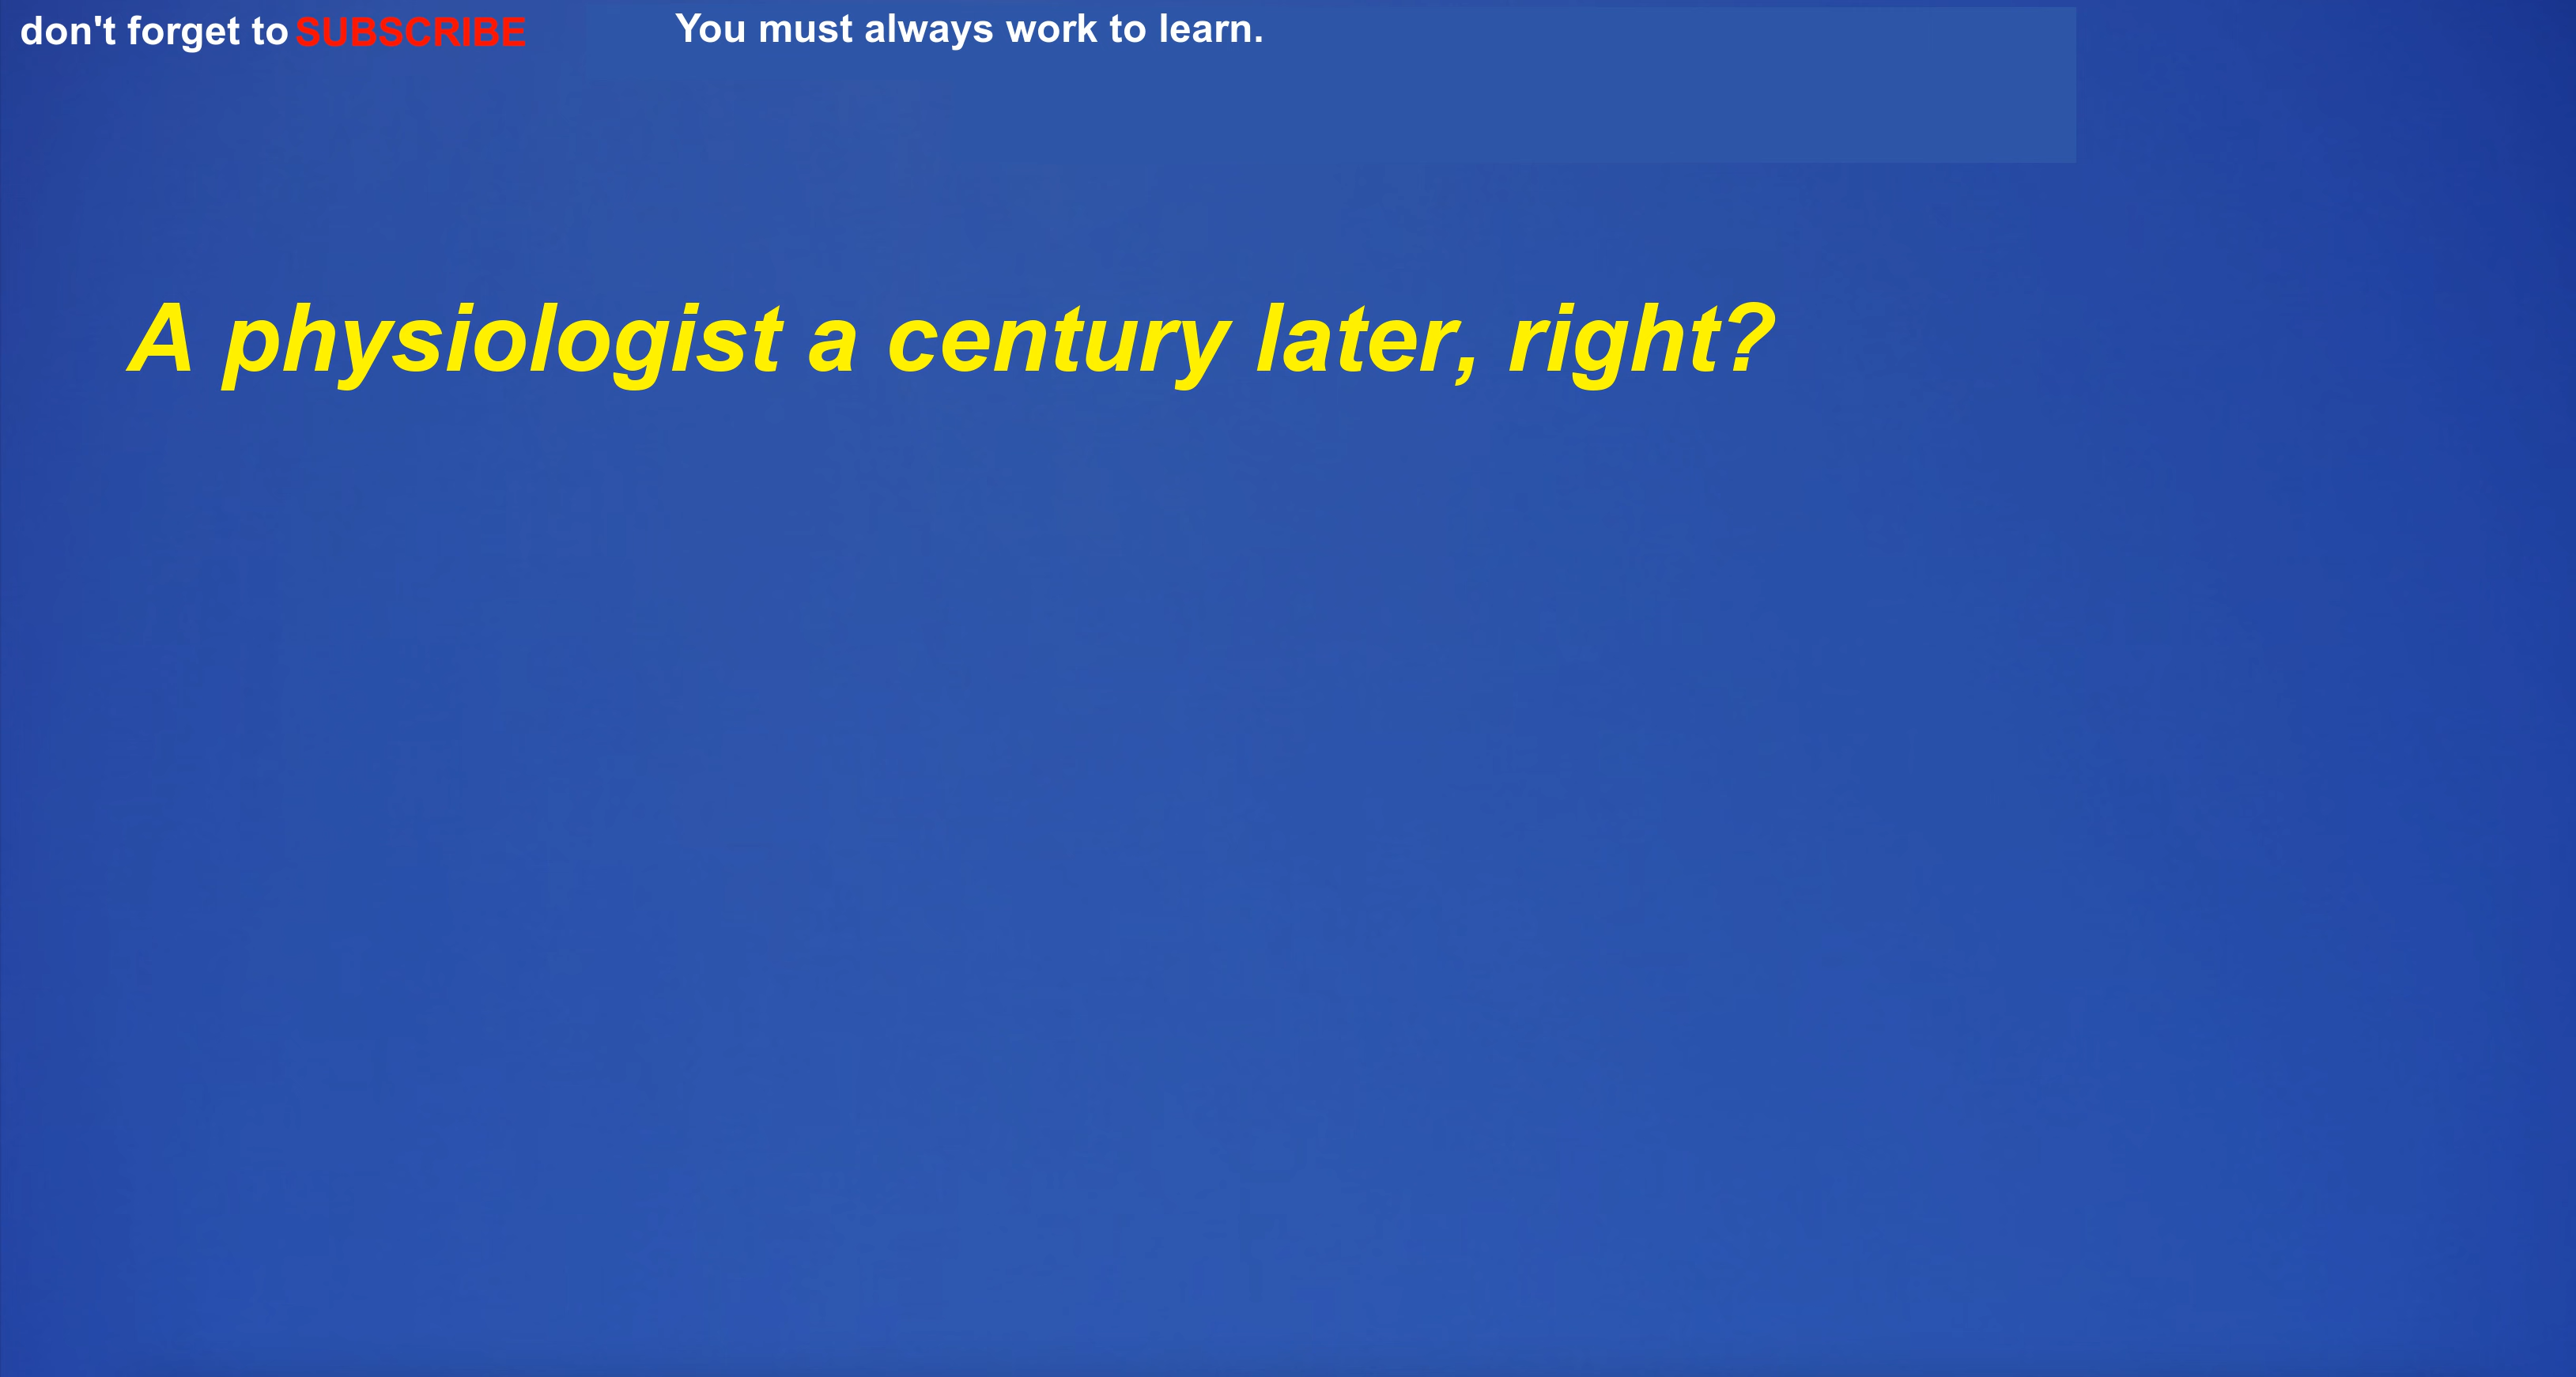 don't forget to SUBSCRIBE
You must always work to learn.
A physiologist a century later, right?